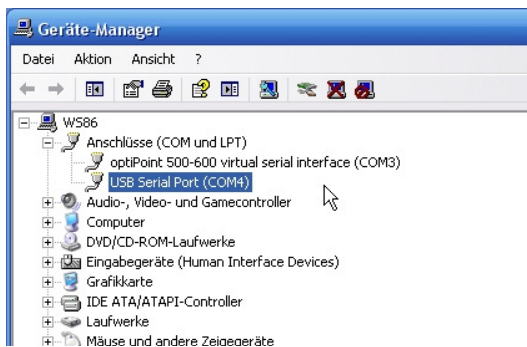 Geräte-Manager
Datei Aktion Ansicht ?
WS86
Anschlüsse (COM und LPT)
optiPoint 500-600 virtual serial interface (COM3)
USB Serial Port (COM4)
Audio-, Video- und Gamecontroller
Computer
DVD/CD-ROM-Laufwerke
Eingabegeräte (Human Interface Devices)
Grafikkarte
IDE ATA/ATAPI-Controller
Laufwerke
Mäuse und andere Zeigegeräte